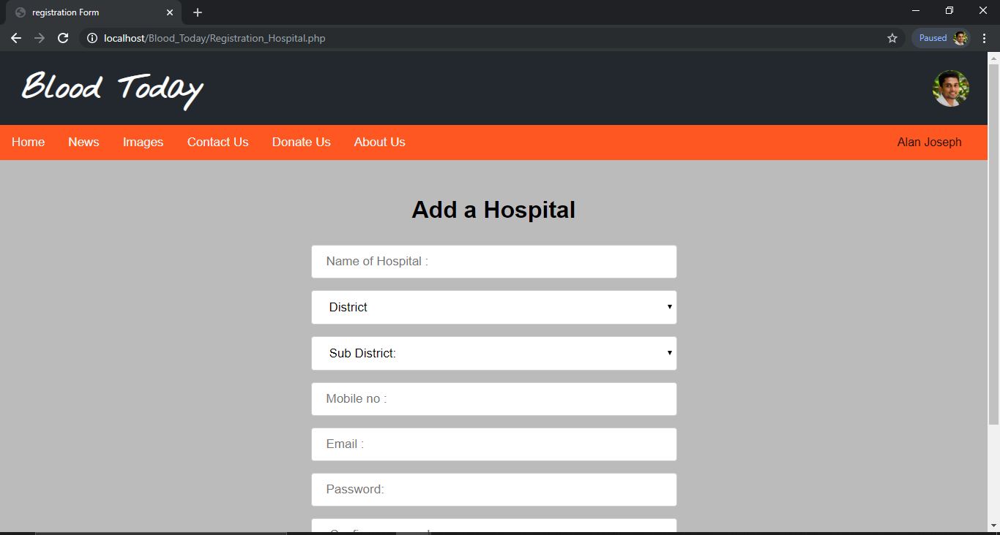 registration Form
localhost/Blood_Today/Registration_Hospital.php
Paused
Blood Today
Home News Images Contact Us Donate Us About Us Alan Joseph
Add a Hospital
Name of Hospital :
District
Sub District:
Mobile no :
Email :
Password: